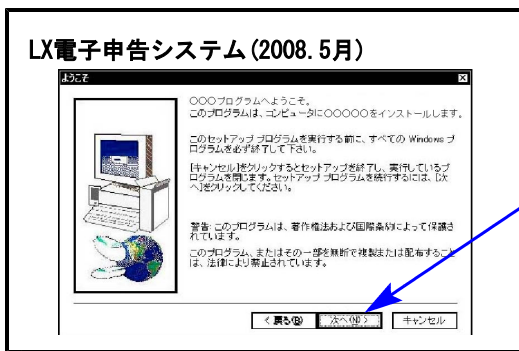 LX電子申告システム(2008.5月)
ようこそ
○○○プログラムへようこそ。
このプログラムは、コンピュータに○○○○○をインストールします。
このセットアップ プログラムを実行する前に、すべての Windows プ
ログラムを必ず終了して下さい。
[キャンセル]をクリックするとセットアップを終了し、実行しているプ
ログラムを閉じます。セットアップ プログラムを続行するには、[次
へ]をクリックしてください。
警告: このプログラムは、著作権法および国際条約によって保護さ
れています。
このプログラム、またはその一部を無断で複製または配布すること
は、法律により禁止されています。
< 戻る(B) 次へ(N) > キャンセル